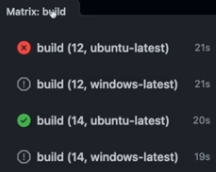 Matrix: build
build (12, ubuntu-latest) 21s
build (12, windows-latest) 21s
build (14, ubuntu-latest) 20s
build (14, windows-latest) 19s